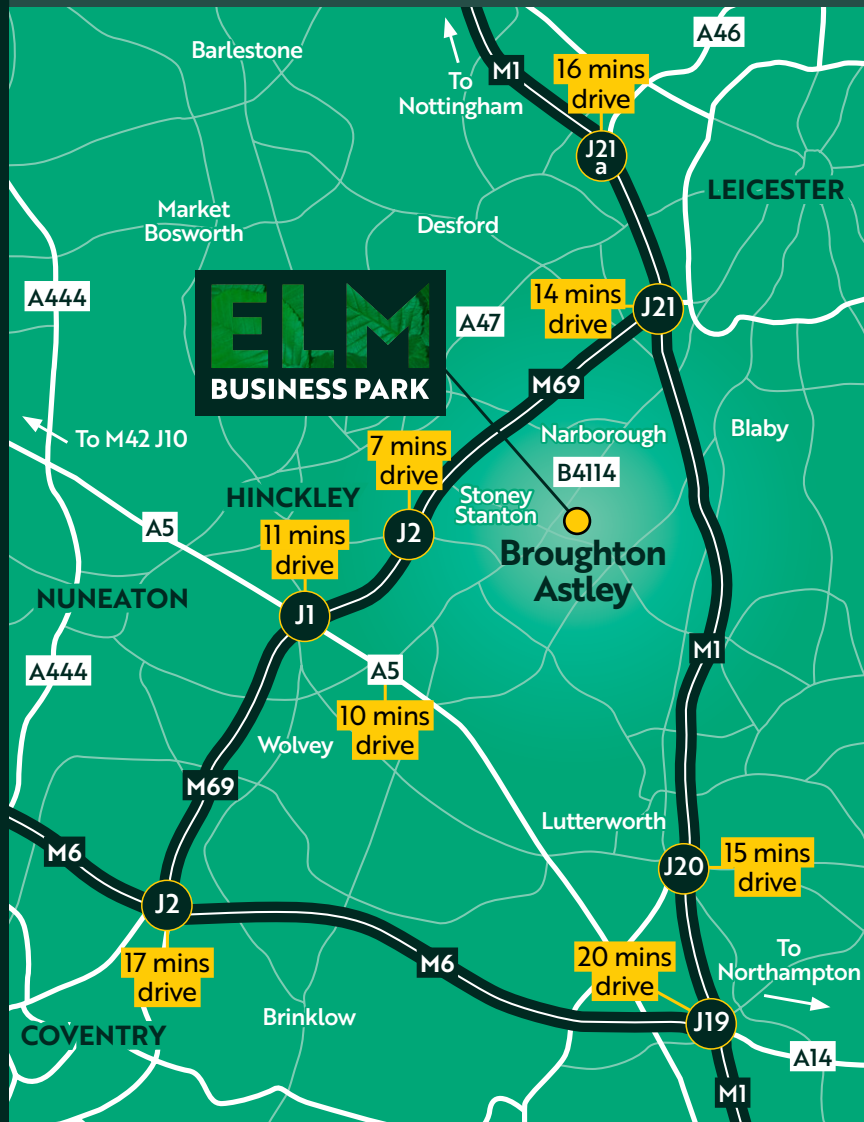 A46
Barlestone
M1
To
Nottingham
16 mins
drive
J21
a
LEICESTER
Market
Bosworth
Desford
A444
ELM
BUSINESS PARK
A47
14 mins
drive
J21
M69
To M42 J10
7 mins
drive
Narborough
Blaby
B4114
HINCKLEY
Stoney
Stanton
A5
11 mins
drive
J2
Broughton
Astley
NUNEATON
J1
M1
A444
A5
10 mins
drive
Wolvey
M69
Lutterworth
M6
J20
15 mins
drive
J2
17 mins
drive
M6
20 mins
drive
To
Northampton
Brinklow
J19
COVENTRY
A14
M1